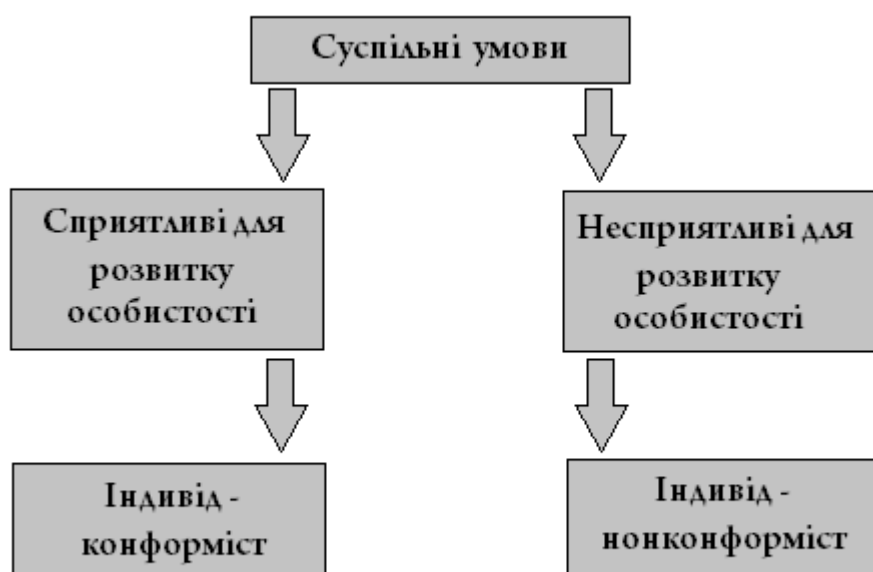 Суспільні умови
Сприятливі для
розвитку
особистості
Несприятливі для
розвитку
особистості
Індивід -
конформіст
Індивід -
нонконформіст